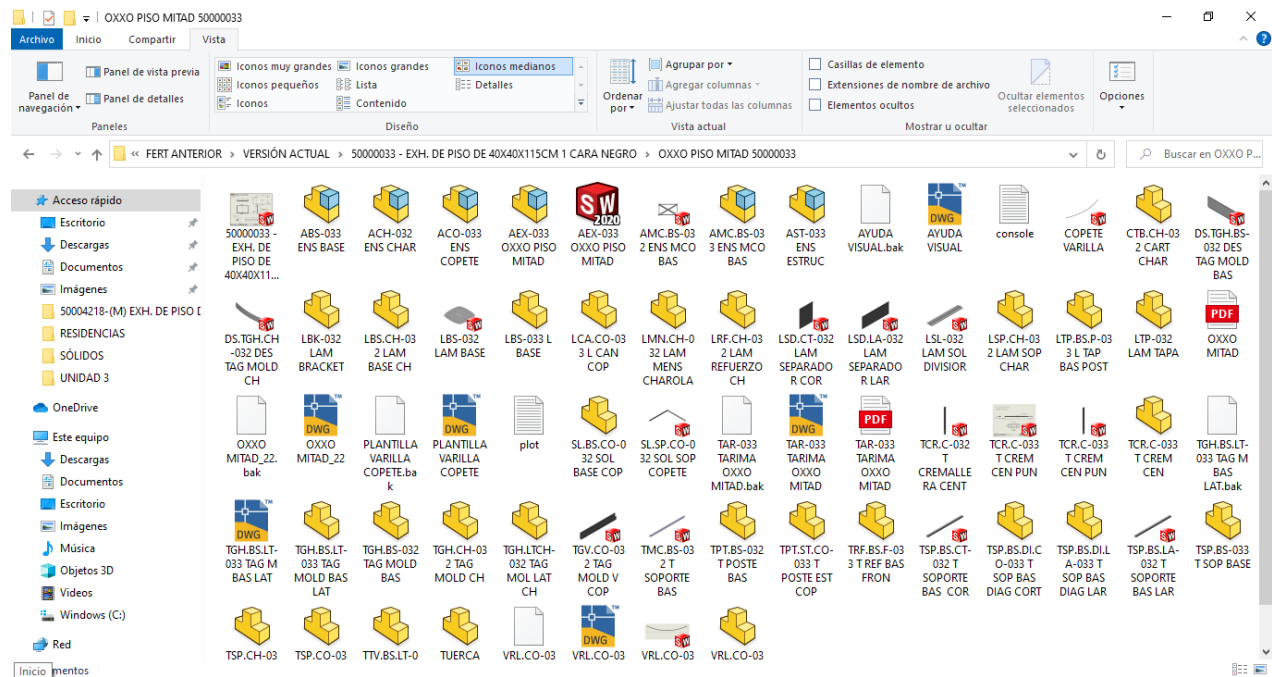 OXXO PISO MITAD 50000033
Archivo Inicio Compartir Vista
Panel de navegación
Panel de vista previa
Panel de detalles
Paneles
Iconos muy grandes Iconos grandes Iconos medianos
Iconos pequeños Lista Detalles
Iconos Contenido
Diseño
Ordenar por
Agrupar por
Agregar columnas
Ajustar todas las columnas
Vista actual
Casillas de elemento
Extensiones de nombre de archivo
Elementos ocultos
Ocultar elementos seleccionados
Mostrar u ocultar
Opciones
« FERT ANTERIOR > VERSIÓN ACTUAL > 50000033 - EXH. DE PISO DE 40X40X115CM 1 CARA NEGRO > OXXO PISO MITAD 50000033
Buscar en OXXO P...
Acceso rápido
Escritorio
Descargas
Documentos
Imágenes
50004218-(M) EXH. DE PISO D
RESIDENCIAS
SÓLIDOS
UNIDAD 3
OneDrive
Este equipo
Descargas
Documentos
Escritorio
Imágenes
Música
Objetos 3D
Videos
Windows (C:)
Red
Inicio mentos
50000033 - EXH. DE PISO DE 40X40X11...
ABS-033 ENS BASE
ACH-032 ENS CHAR
ACO-033 ENS COPETE
AEX-033 OXXO PISO MITAD
SW 2020
AEX-033 OXXO PISO MITAD
AMC.BS-032 ENS MCO BAS
AMC.BS-033 ENS MCO BAS
AST-033 ENS ESTRUC
AYUDA VISUAL.bak
DWG
AYUDA VISUAL
console
COPETE VARILLA
CTB.CH-032 CART CHAR
DS.TGH.BS-032 DES TAG MOLD BAS
DS.TGH.CH-032 DES TAG MOLD CH
LBK-032 LAM BRACKET
LBS.CH-032 LAM BASE CH
LBS-032 LAM BASE
LBS-033 L BASE
LCA.CO-033 L CAN COP
LMN.CH-032 LAM MENS CHAROLA
LRF.CH-032 LAM REFUERZO CH
LSD.CT-032 LAM SEPARADOR COR
LSD.LA-032 LAM SEPARADOR LAR
LSL-032 LAM SOL DIVISIOR
LSP.CH-032 LAM SOP CHAR
LTP.BS.P-033 L TAP BAS POST
LTP-032 LAM TAPA
PDF
OXXO MITAD
OXXO MITAD_22.bak
DWG
OXXO MITAD_22
PLANTILLA VARILLA COPETE.bak
DWG
PLANTILLA VARILLA COPETE
plot
SL.BS.CO-032 SOL BASE COP
SL.SP.CO-032 SOL SOP COPETE
TAR-033 TARIMA OXXO MITAD.bak
DWG
TAR-033 TARIMA OXXO MITAD
PDF
TAR-033 TARIMA OXXO MITAD
TCR.C-032 T CREMALLERA CENT
TCR.C-033 T CREM CEN PUN
TCR.C-033 T CREM CEN PUN
TCR.C-033 T CREM CEN
TGH.BS.LT-033 TAG M BAS LAT.bak
DWG
TGH.BS.LT-033 TAG M BAS LAT
TGH.BS.LT-033 TAG MOLD BAS LAT
TGH.BS-032 TAG MOLD BAS
TGH.CH-032 TAG MOLD CH
TGH.LTCH-032 TAG MOL LAT CH
TGV.CO-032 TAG MOLD V COP
TMC.BS-032 T SOPORTE BAS
TPT.BS-032 T POSTE BAS
TPT.ST.CO-033 T POSTE EST COP
TRF.BS.F-033 T REF BAS FRON
TSP.BS.CT-032 T SOPORTE BAS COR
TSP.BS.DI.CO-033 T SOP BAS DIAG CORT
TSP.BS.DI.LA-033 T SOP BAS DIAG LAR
TSP.BS.LA-032 T SOPORTE BAS LAR
TSP.BS-033 T SOP BASE
TSP.CH-03
TSP.CO-03
TTV.BS.LT-0
TUERCA
VRL.CO-03
DWG
VRL.CO-03
VRL.CO-03
VRL.CO-03